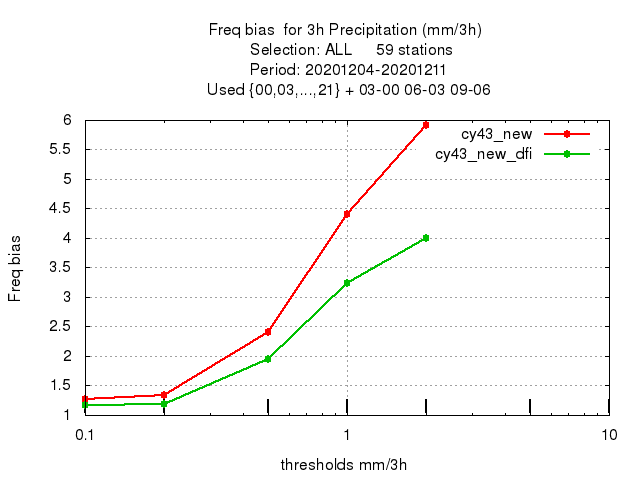 Freq bias  for 3h Precipitation (mm/3h)
Selection: ALL     59 stations
Period: 20201204-20201211
Used {00,03,...,21} + 03-00 06-03 09-06
cy43_new
cy43_new_dfi
6
5.5
5
4.5
4
3.5
3
2.5
2
1.5
1
Freq bias
0.1 1 10
thresholds mm/3h